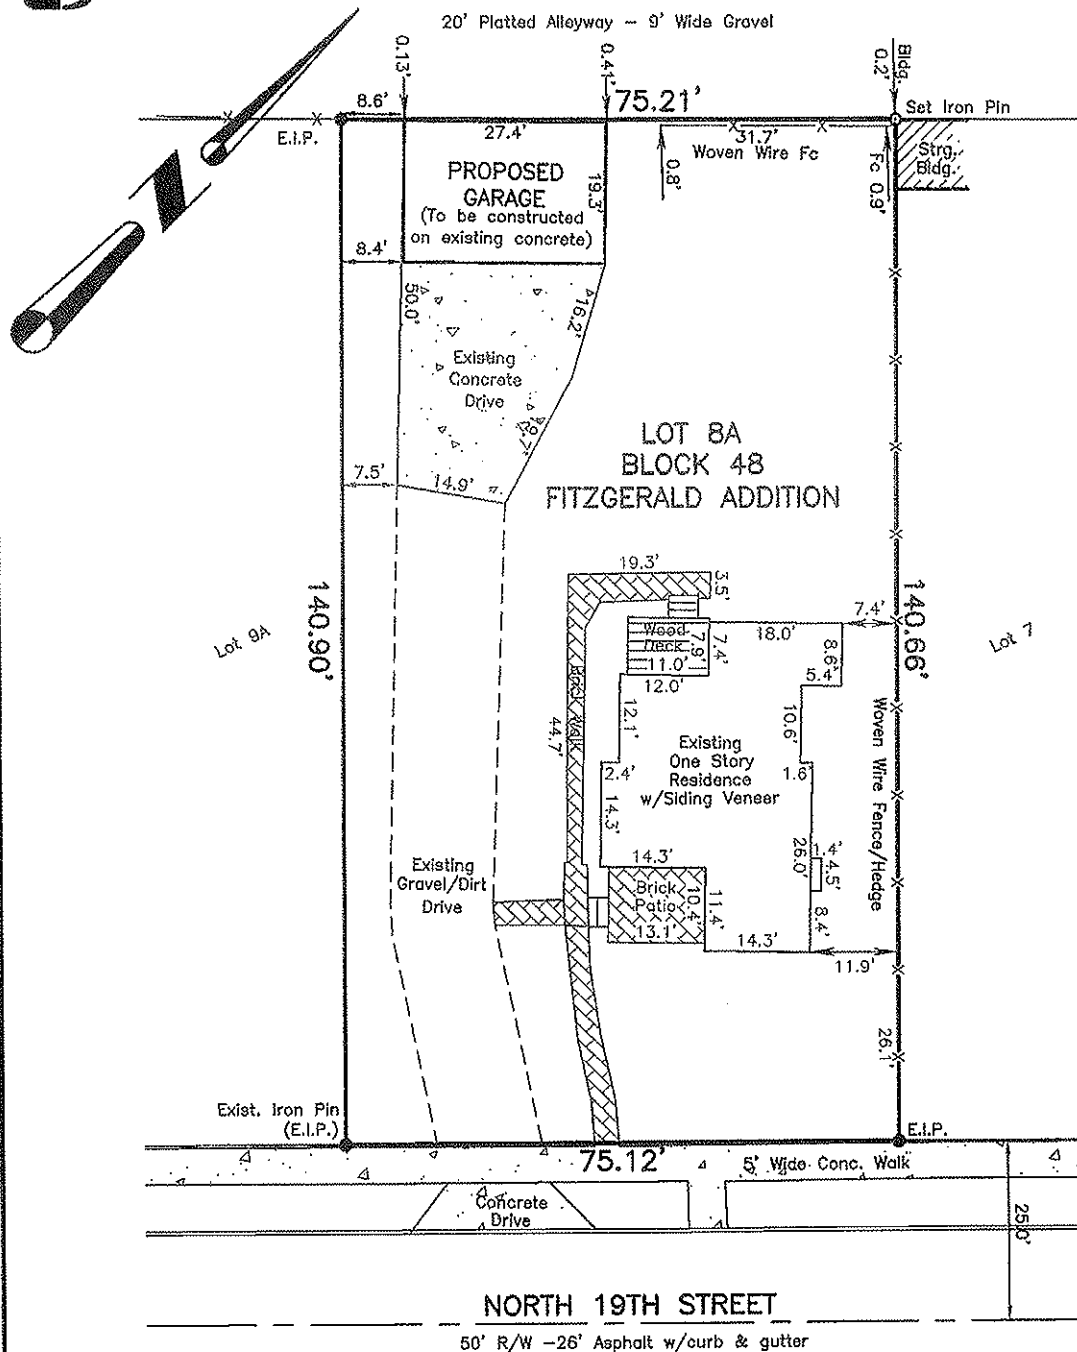 20' Platted Alleyway – 9' Wide Gravel
0.13'
0.41'
Bldg.
0.2'
8.6'
75.21'
Set Iron Pin
E.I.P.
27.4'
31.7'
Woven Wire Fc
0.8'
Fc 0.9'
Strg.
Bldg.
PROPOSED
GARAGE
(To be constructed
on existing concrete)
19.3'
8.4'
50.0'
16.2'
Existing
Concrete
Drive
7.5'
14.9'
LOT 8A
BLOCK 48
FITZGERALD ADDITION
19.3'
3.5'
140.90'
140.66'
Lot 9A
Lot 7
7.4'
Wood
Deck
7.9'
7.4'
18.0'
8.6'
11.0'
5.4'
12.0'
Brick Walk
44.7'
12.1'
10.6'
Existing
One Story
Residence
w/Siding Veneer
2.4'
1.6'
14.3'
Woven Wire Fence/Hedge
26.0'
1.4'
4.5'
14.3'
Existing
Gravel/Dirt
Drive
Brick
Patio
10.4'
11.4'
8.4'
13.1'
14.3'
11.9'
26.1'
Exist. Iron Pin
(E.I.P.)
E.I.P.
75.12'
5' Wide Conc. Walk
Concrete
Drive
25.0'
NORTH 19TH STREET
50' R/W –26' Asphalt w/curb & gutter